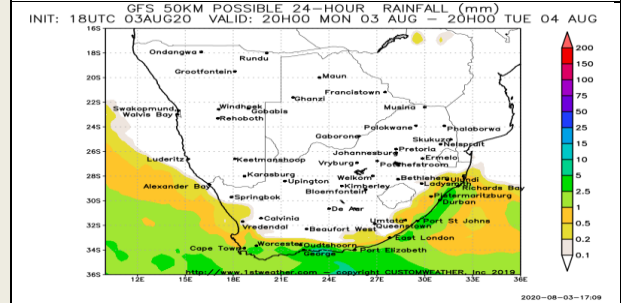 GFS 50KM POSSIBLE 24-HOUR RAINFALL (mm)
INIT: 18UTC 03AUG20 VALID: 20H00 MON 03 AUG – 20H00 TUE 04 AUG
16S
200
Ondangwa
Rundu
18S
150
Grootfontein
100
20S
Maun
75
Francistown
Ghanzi
22S
Musina
50
Swakopmund
Windhoek
Gobabis
Walvis Bay
Rehoboth
24S
Polokwane
Phalaborwa
25
Gaborone
Skukuza
Nelspruit
26S
Johannesburg
Pretoria
15
Luderitz
Keetmanshoop
Vryburg
Potchefstroom
Ermelo
10
28S
Karasburg
Upington
Welkom
Bethlehem
Ulundi
5
Alexander Bay
Kimberley
Ladysmith
Richards Bay
Bloemfontein
Springbok
Pietermaritzburg
2.5
30S
Durban
De Aar
1
Calvinia
Umtata
Port St Johns
32S
Vredendal
Beaufort West
Queenstown
0.5
East London
Cape Town
Worcester
Oudtshoorn
0.2
34S
George
Port Elizabeth
0.1
http://www.1stweather.com – copyright CUSTOMWEATHER, Inc 2019
36S
12E 15E 18E 21E 24E 27E 30E 33E 36E
2020-08-03-17:09